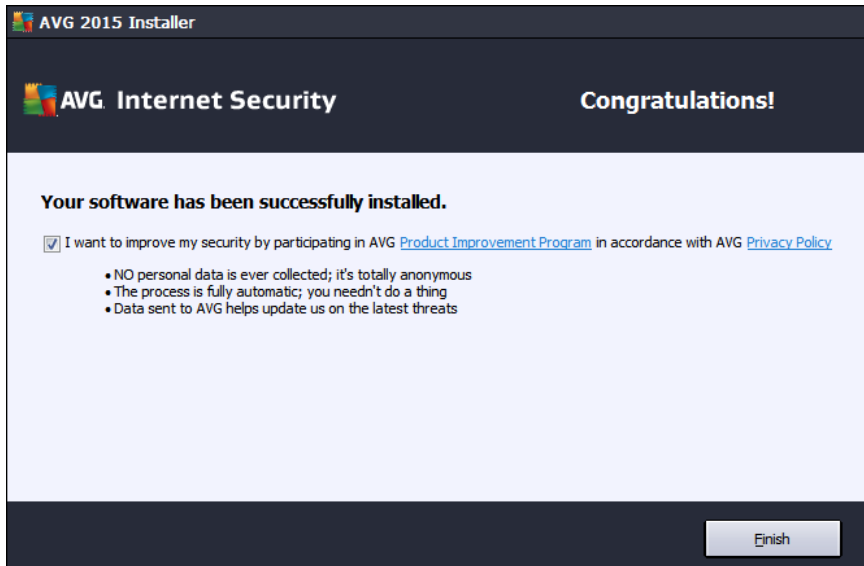 AVG 2015 Installer
AVG. Internet Security
Congratulations!
Your software has been successfully installed.
I want to improve my security by participating in AVG Product Improvement Program in accordance with AVG Privacy Policy
• NO personal data is ever collected; it's totally anonymous
• The process is fully automatic; you needn't do a thing
• Data sent to AVG helps update us on the latest threats
Finish